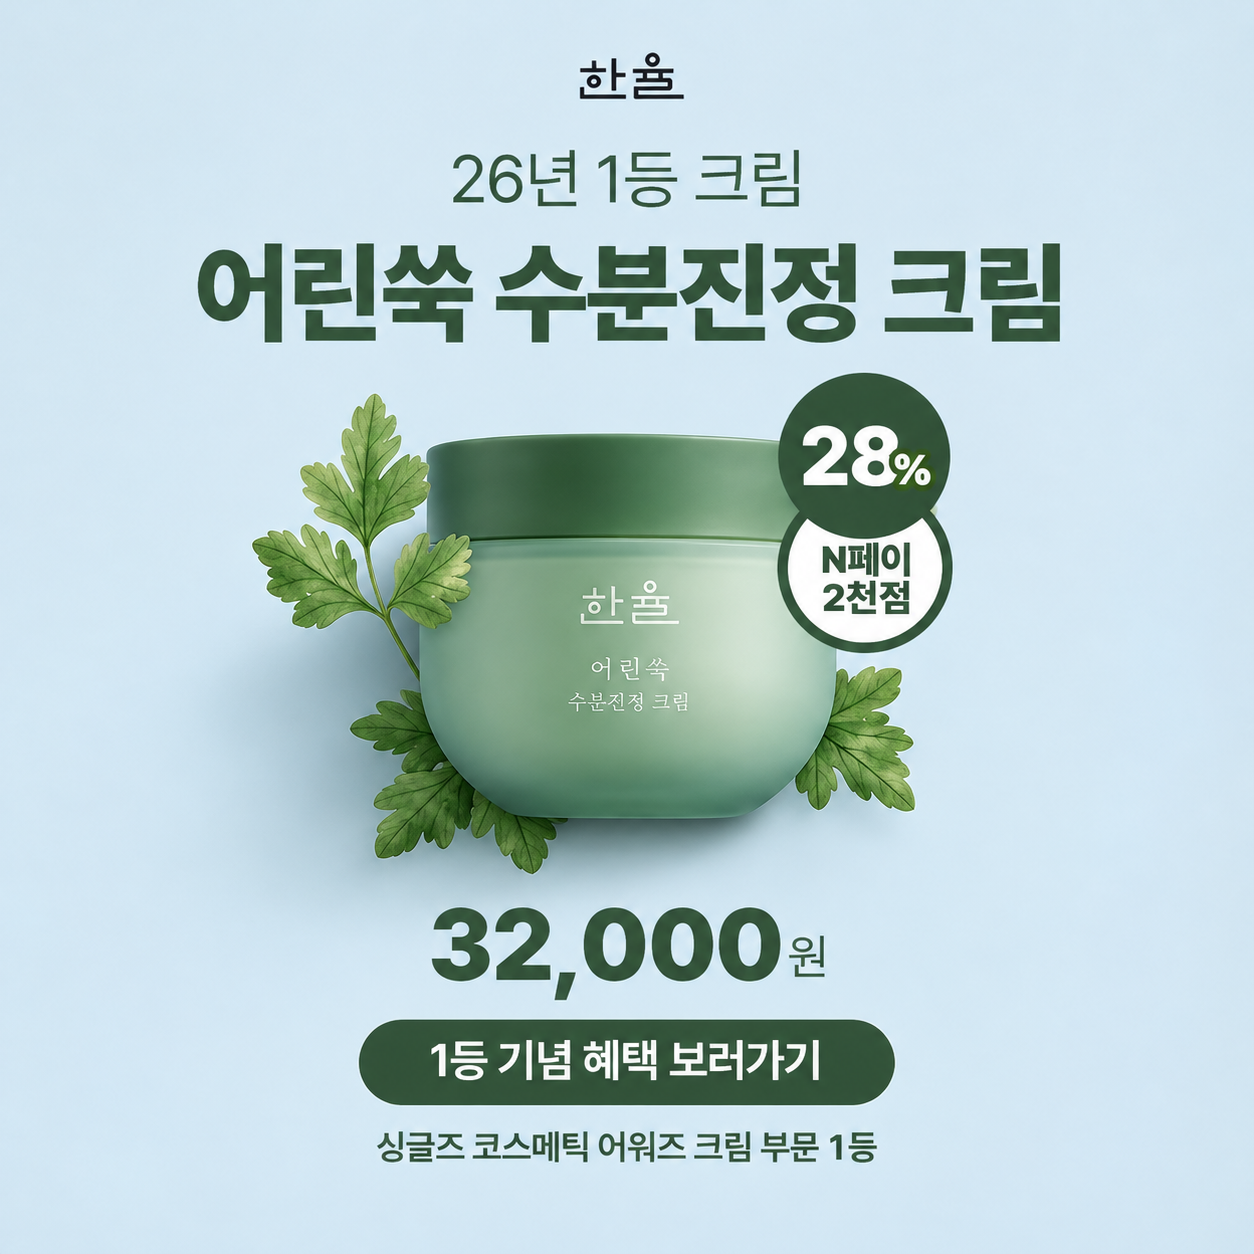 한율
26년 1등 크림
어린쑥 수분진정 크림
28%
N페이
2천점
한율
어린쑥
수분진정 크림
32,000원
1등 기념 혜택 보러가기
싱글즈 코스메틱 어워즈 크림 부문 1등